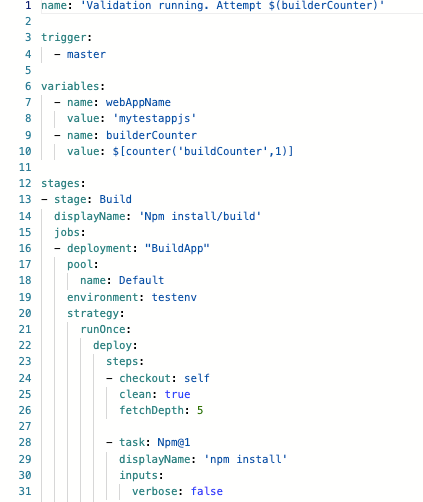 1 name: 'Validation running. Attempt $(builderCounter)'
2
3 trigger:
4   - master
5
6 variables:
7   - name: webAppName
8     value: 'mytestappjs'
9   - name: builderCounter
10     value: $[counter('buildCounter',1)]
11
12 stages:
13 - stage: Build
14   displayName: 'Npm install/build'
15   jobs:
16   - deployment: "BuildApp"
17     pool:
18       name: Default
19     environment: testenv
20     strategy:
21       runOnce:
22         deploy:
23           steps:
24           - checkout: self
25             clean: true
26             fetchDepth: 5
27
28           - task: Npm@1
29             displayName: 'npm install'
30             inputs:
31               verbose: false